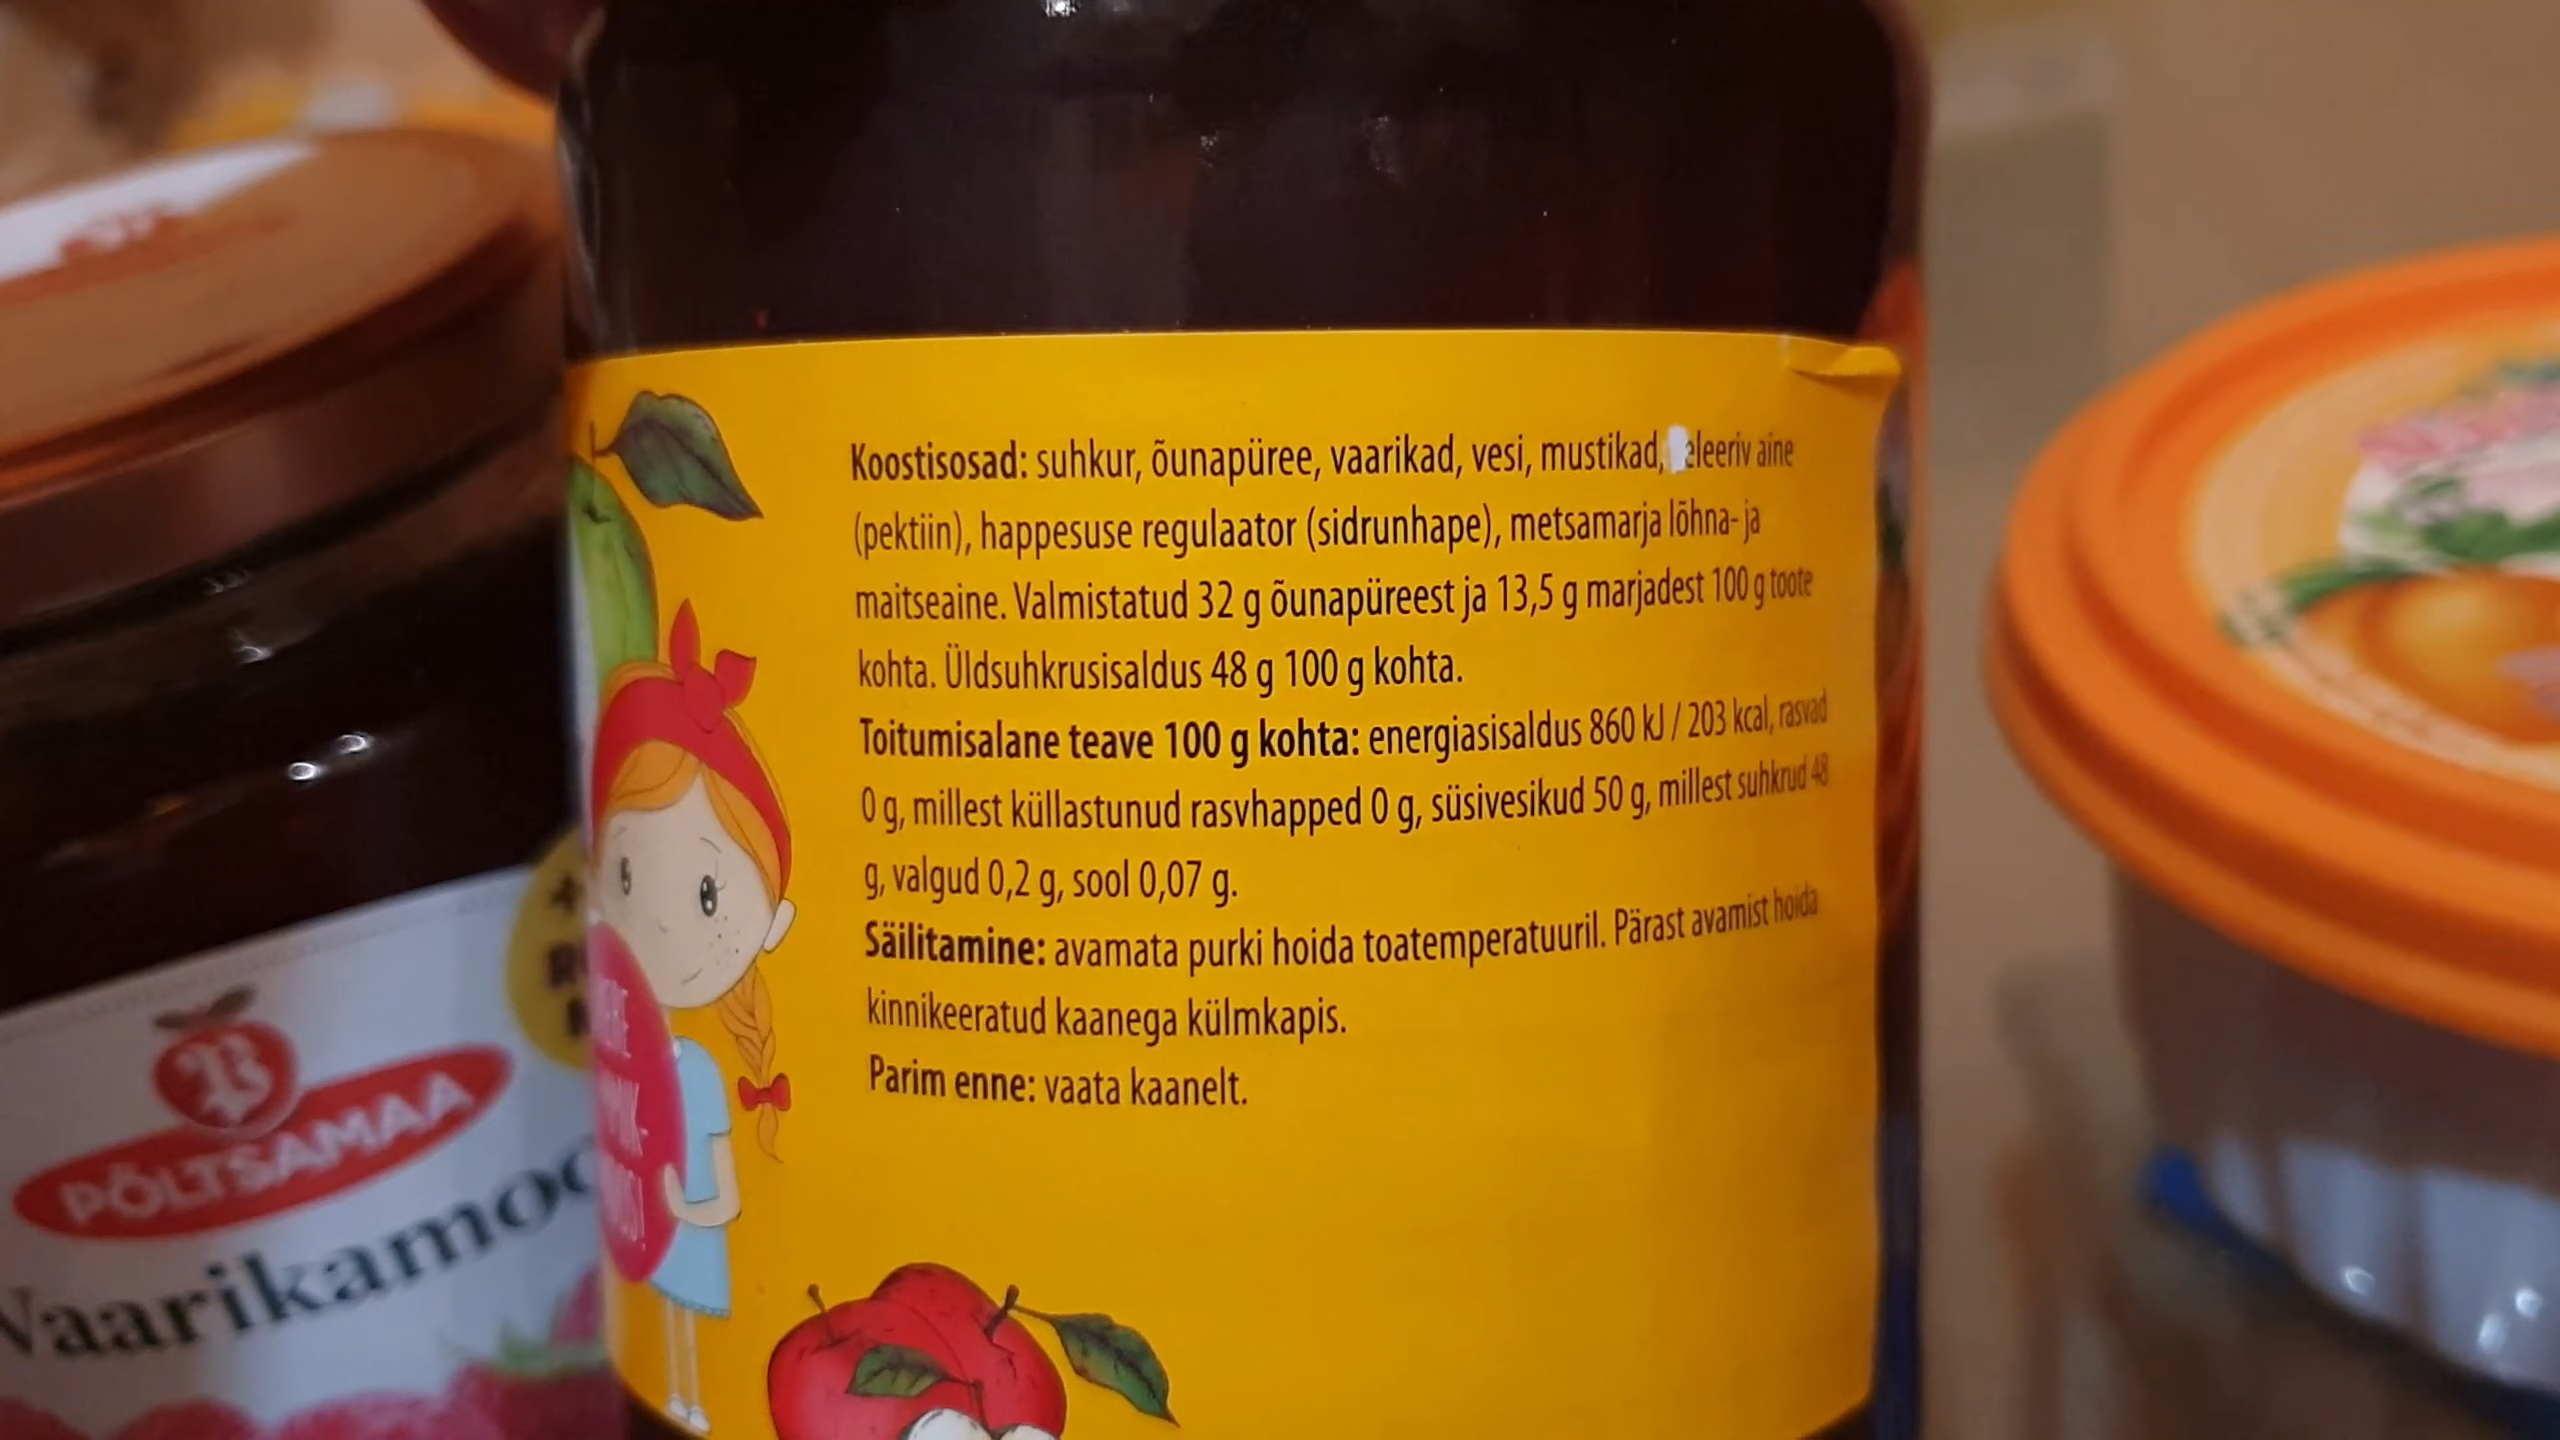 Koostisosad: suhkur, õunapüree, vaarikad, vesi, mustikad, eleeriv aine
(pektiin), happesuse regulaator (sidrunhape), metsamarja lõhna- ja
maitseaine. Valmistatud 32 g õunapüreest ja 13,5 g marjadest 100 g toote
kohta. Üldsuhkrusisaldus 48 g 100 g kohta.
Toitumisalane teave 100 g kohta: energiasisaldus 860 kJ / 203 kcal, rasvad
0 g, millest küllastunud rasvhapped 0 g, süsivesikud 50 g, millest suhkrud 48
g, valgud 0,2 g, sool 0,07 g.
Säilitamine: avamata purki hoida toatemperatuuril. Pärast avamist hoida
kinnikeeratud kaanega külmkapis.
Parim enne: vaata kaanelt.
PÕLTSAMAA
Vaarikamoo